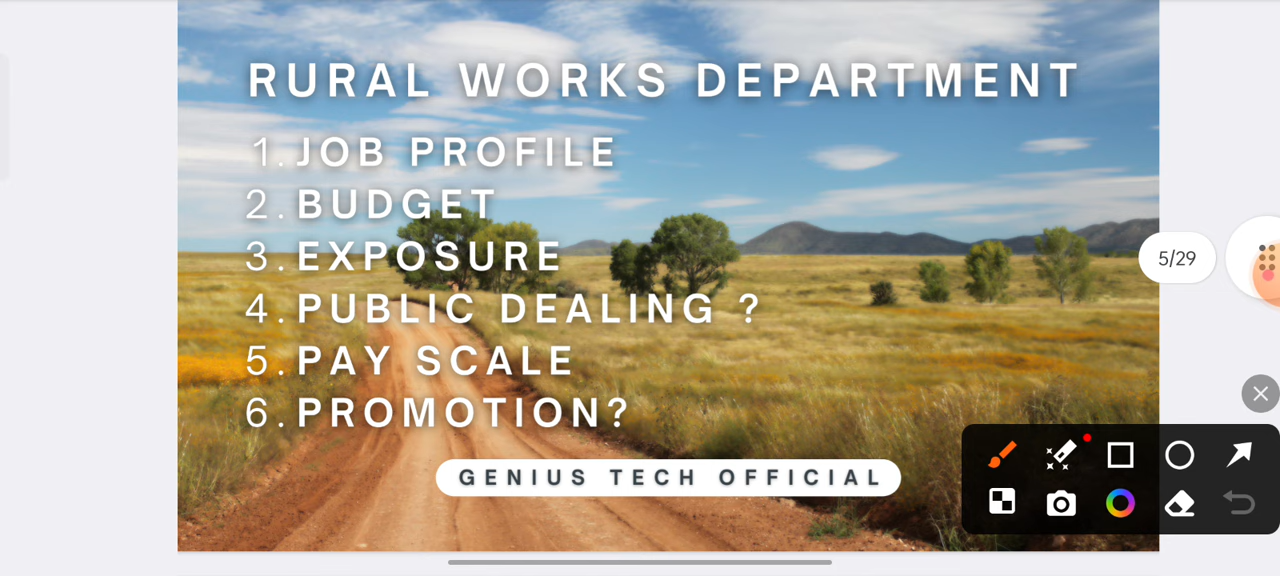 RURAL WORKS DEPARTMENT
1. JOB PROFILE
2. BUDGET
3. EXPOSURE
4. PUBLIC DEALING ?
5. PAY SCALE
6. PROMOTION?
GENIUS TECH OFFICIAL
5/29